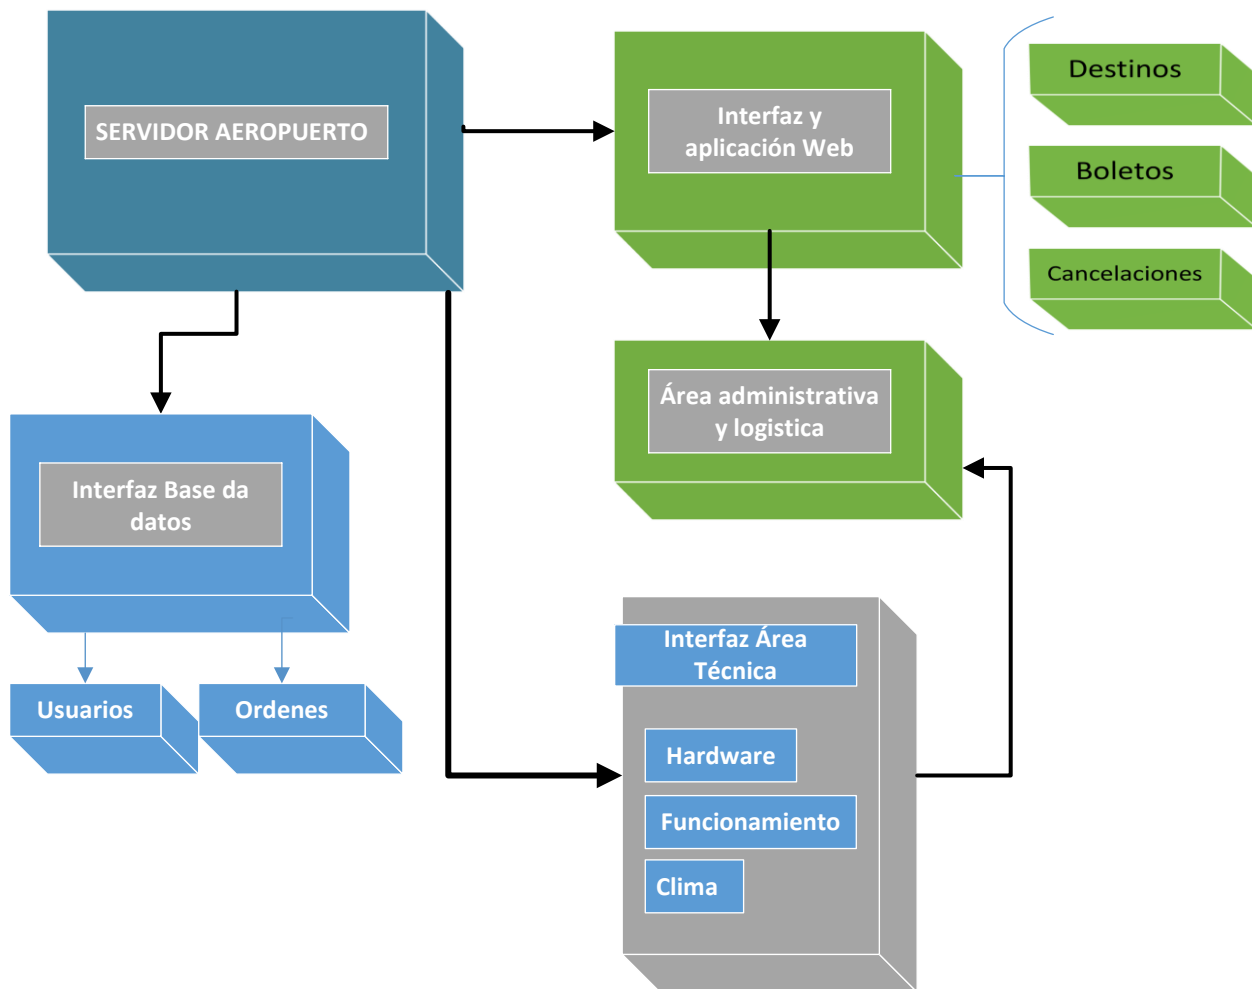 SERVIDOR AEROPUERTO
Interfaz y
aplicación Web
Destinos
Boletos
Cancelaciones
Área administrativa
y logistica
Interfaz Base da
datos
Usuarios
Ordenes
Interfaz Área
Técnica
Hardware
Funcionamiento
Clima